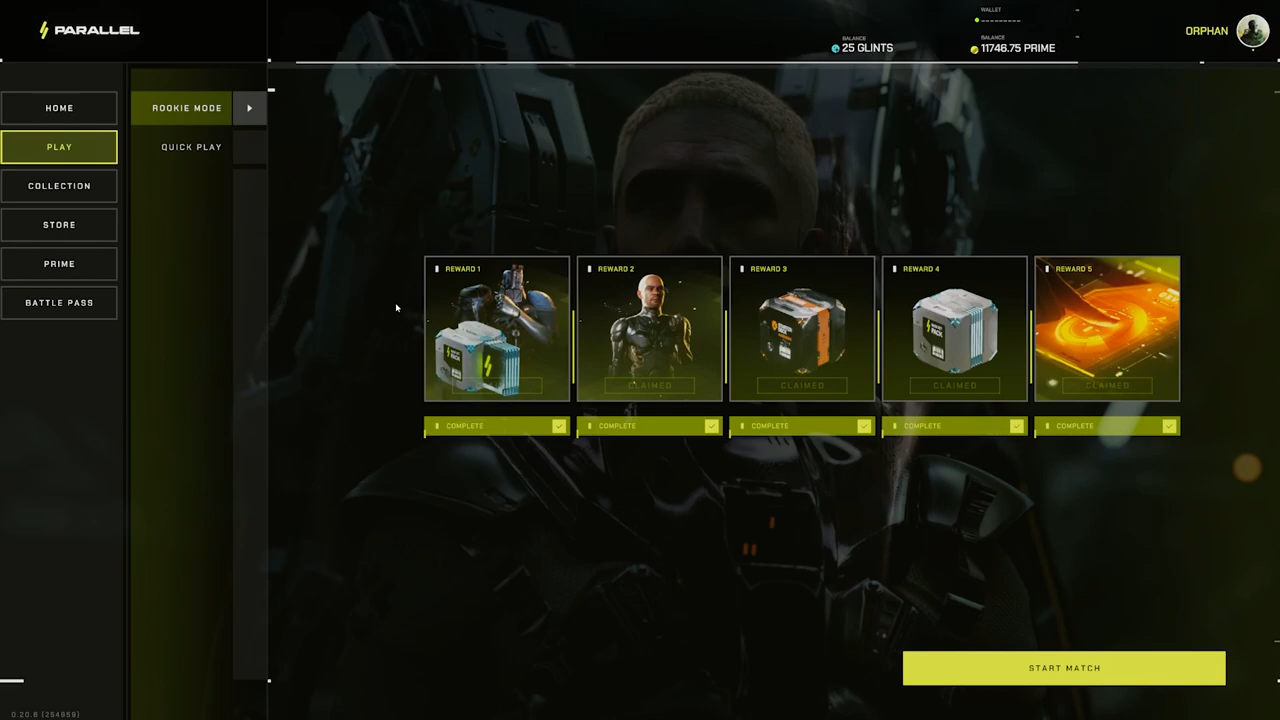 PARALLEL
WALLET
---------
BALANCE
25 GLINTS
BALANCE
11746.75 PRIME
ORPHAN
HOME
PLAY
COLLECTION
STORE
PRIME
BATTLE PASS
ROOKIE MODE
QUICK PLAY
REWARD 1
REWARD 2
REWARD 3
REWARD 4
REWARD 5
CLAIMED
CLAIMED
CLAIMED
CLAIMED
COMPLETE
COMPLETE
COMPLETE
COMPLETE
COMPLETE
START MATCH